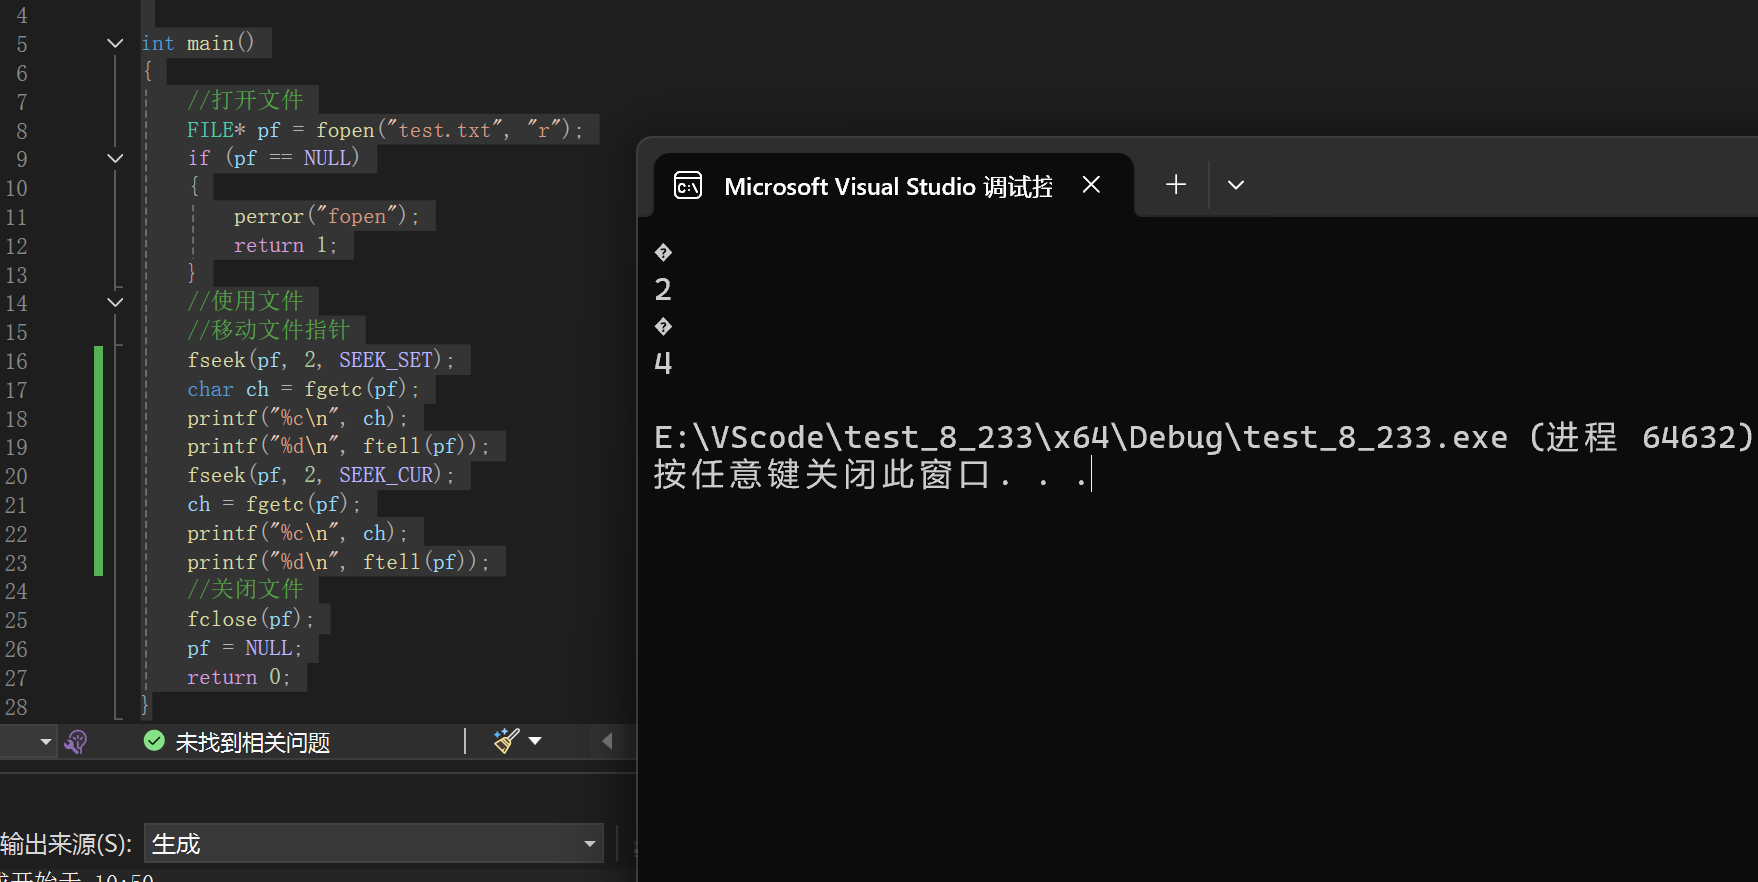 4
5 int main()
6 {
7 //打开文件
8 FILE* pf = fopen("test.txt", "r");
9 if (pf == NULL)
10 {
11 perror("fopen");
12 return 1;
13 }
14 //使用文件
15 //移动文件指针
16 fseek(pf, 2, SEEK_SET);
17 char ch = fgetc(pf);
18 printf("%c\n", ch);
19 printf("%d\n", ftell(pf));
20 fseek(pf, 2, SEEK_CUR);
21 ch = fgetc(pf);
22 printf("%c\n", ch);
23 printf("%d\n", ftell(pf));
24 //关闭文件
25 fclose(pf);
26 pf = NULL;
27 return 0;
28 }
未找到相关问题
输出来源(S): 生成
开始于 10:50
Microsoft Visual Studio 调试控
�
2
�
4
E:\VScode\test_8_233\x64\Debug\test_8_233.exe (进程 64632)
按任意键关闭此窗口. . .